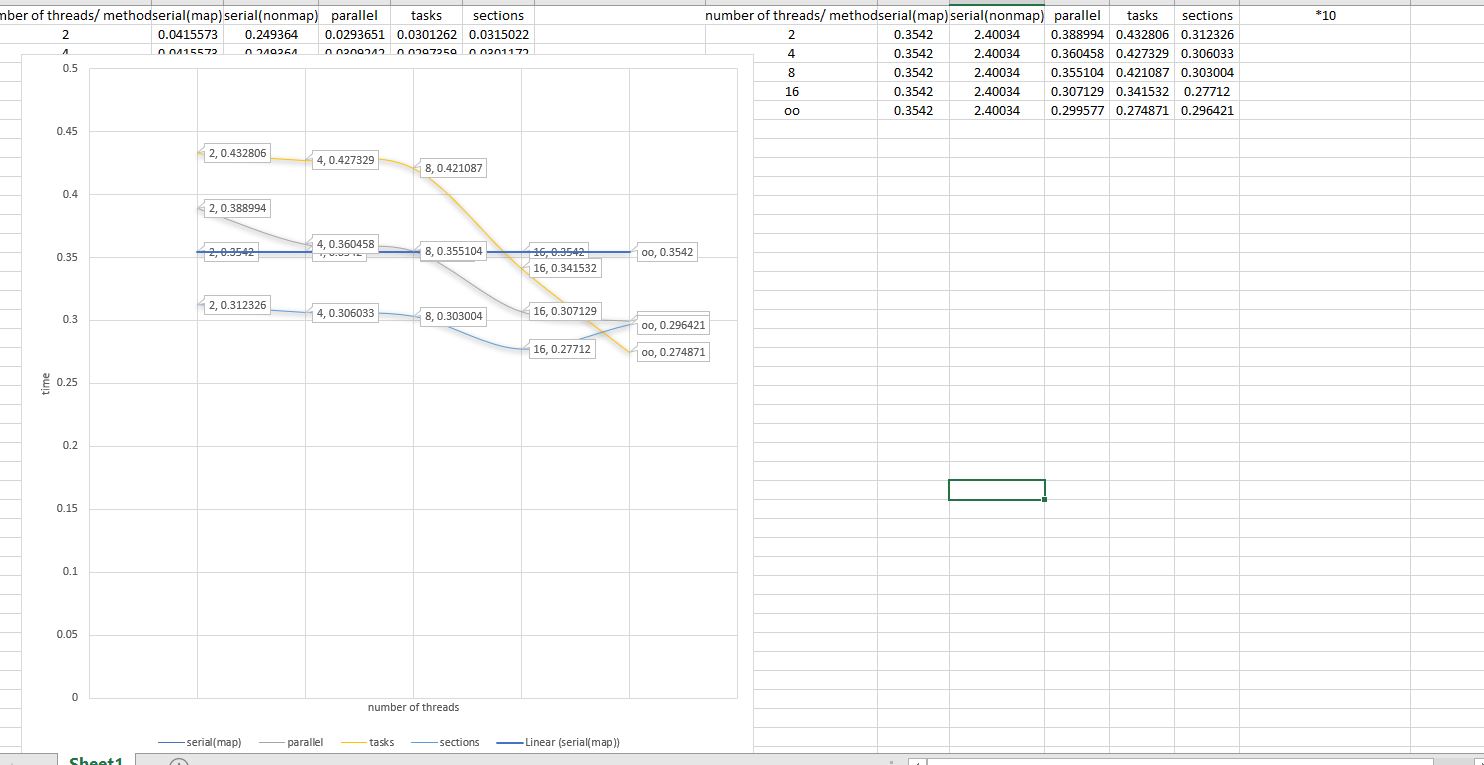 mber of threads/ method serial(map) serial(nonmap) parallel tasks sections number of threads/ method serial(map) serial(nonmap) parallel tasks sections *10
2 0.0415573 0.249364 0.0293651 0.0301262 0.0315022 2 0.3542 2.40034 0.388994 0.432806 0.312326
4 0.0415573 0.249364 0.0309242 0.0297359 0.0301172 4 0.3542 2.40034 0.360458 0.427329 0.306033
8 0.3542 2.40034 0.355104 0.421087 0.303004
16 0.3542 2.40034 0.307129 0.341532 0.27712
oo 0.3542 2.40034 0.299577 0.274871 0.296421
0.5
0.45
2, 0.432806 4, 0.427329 8, 0.421087
0.4
2, 0.388994
4, 0.360458
2, 0.3542 8, 0.355104 16, 0.3542 oo, 0.3542
0.35
16, 0.341532
2, 0.312326 4, 0.306033 8, 0.303004 16, 0.307129
0.3
oo, 0.296421
16, 0.27712 oo, 0.274871
0.25
time
0.2
0.15
0.1
0.05
0
number of threads
serial(map) parallel tasks sections Linear (serial(map))
Sheet1